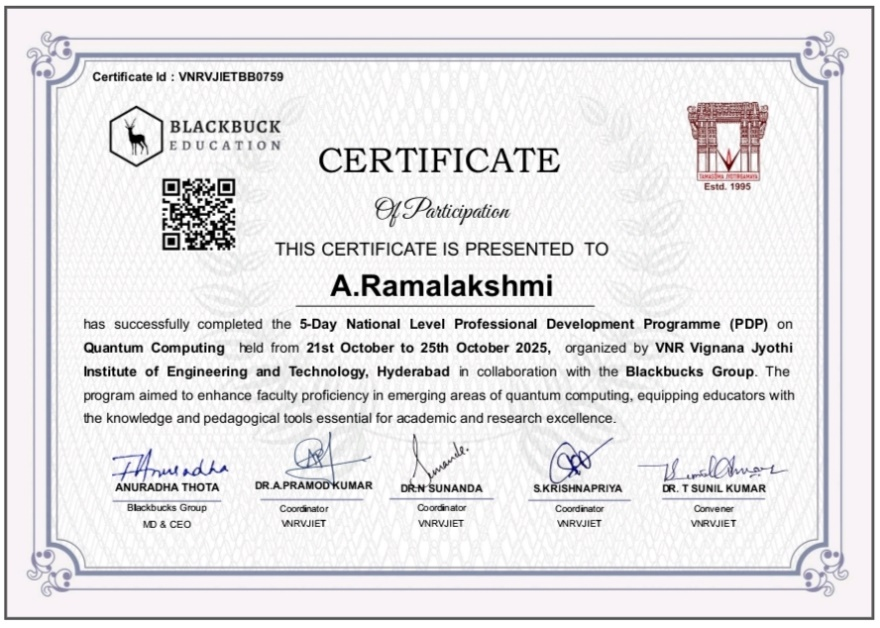 Certificate Id : VNRVJIETBB0759
BLACKBUCK
EDUCATION
Estd. 1995
CERTIFICATE
Of Participation
THIS CERTIFICATE IS PRESENTED TO
A.Ramalakshmi
has successfully completed the 5-Day National Level Professional Development Programme (PDP) on
Quantum Computing held from 21st October to 25th October 2025, organized by VNR Vignana Jyothi
Institute of Engineering and Technology, Hyderabad in collaboration with the Blackbucks Group. The
program aimed to enhance faculty proficiency in emerging areas of quantum computing, equipping educators with
the knowledge and pedagogical tools essential for academic and research excellence.
ANURADHA THOTA
Blackbucks Group
MD & CEO
DR.A.PRAMOD KUMAR
Coordinator
VNRVJIET
DR.N SUNANDA
Coordinator
VNRVJIET
S.KRISHNAPRIYA
Coordinator
VNRVJIET
DR. T SUNIL KUMAR
Convener
VNRVJIET